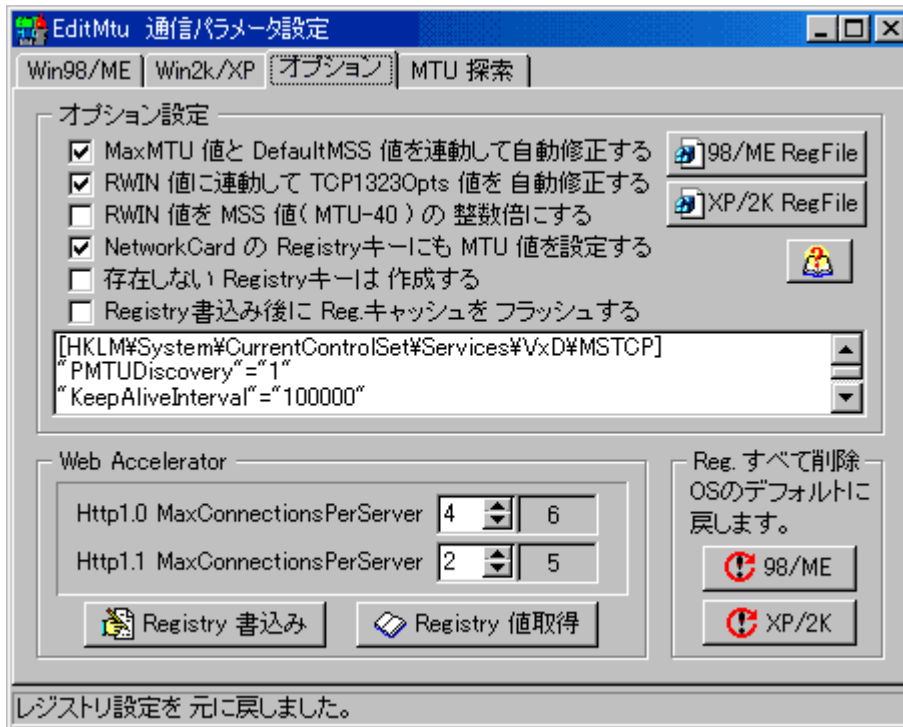 EditMtu 通信パラメータ設定
Win98/ME Win2k/XP オプション MTU 探索
オプション設定
MaxMTU 値と DefaultMSS 値を連動して自動修正する
98/ME RegFile
RWIN 値に連動して TCP1323Opts 値を 自動修正する
XP/2K RegFile
RWIN 値を MSS 値( MTU-40 ) の 整数倍にする
NetworkCard の Registryキーにも MTU 値を設定する
存在しない Registryキーは 作成する
Registry書込み後に Reg.キャッシュを フラッシュする
[HKLM¥System¥CurrentControlSet¥Services¥VxD¥MSTCP]
"PMTUDiscovery"="1"
"KeepAliveInterval"="100000"
Web Accelerator
Http1.0 MaxConnectionsPerServer 4 6
Http1.1 MaxConnectionsPerServer 2 5
Registry 書込み Registry 値取得
Reg. すべて削除
OSのデフォルトに
戻します。
98/ME
XP/2K
レジストリ設定を 元に戻しました。